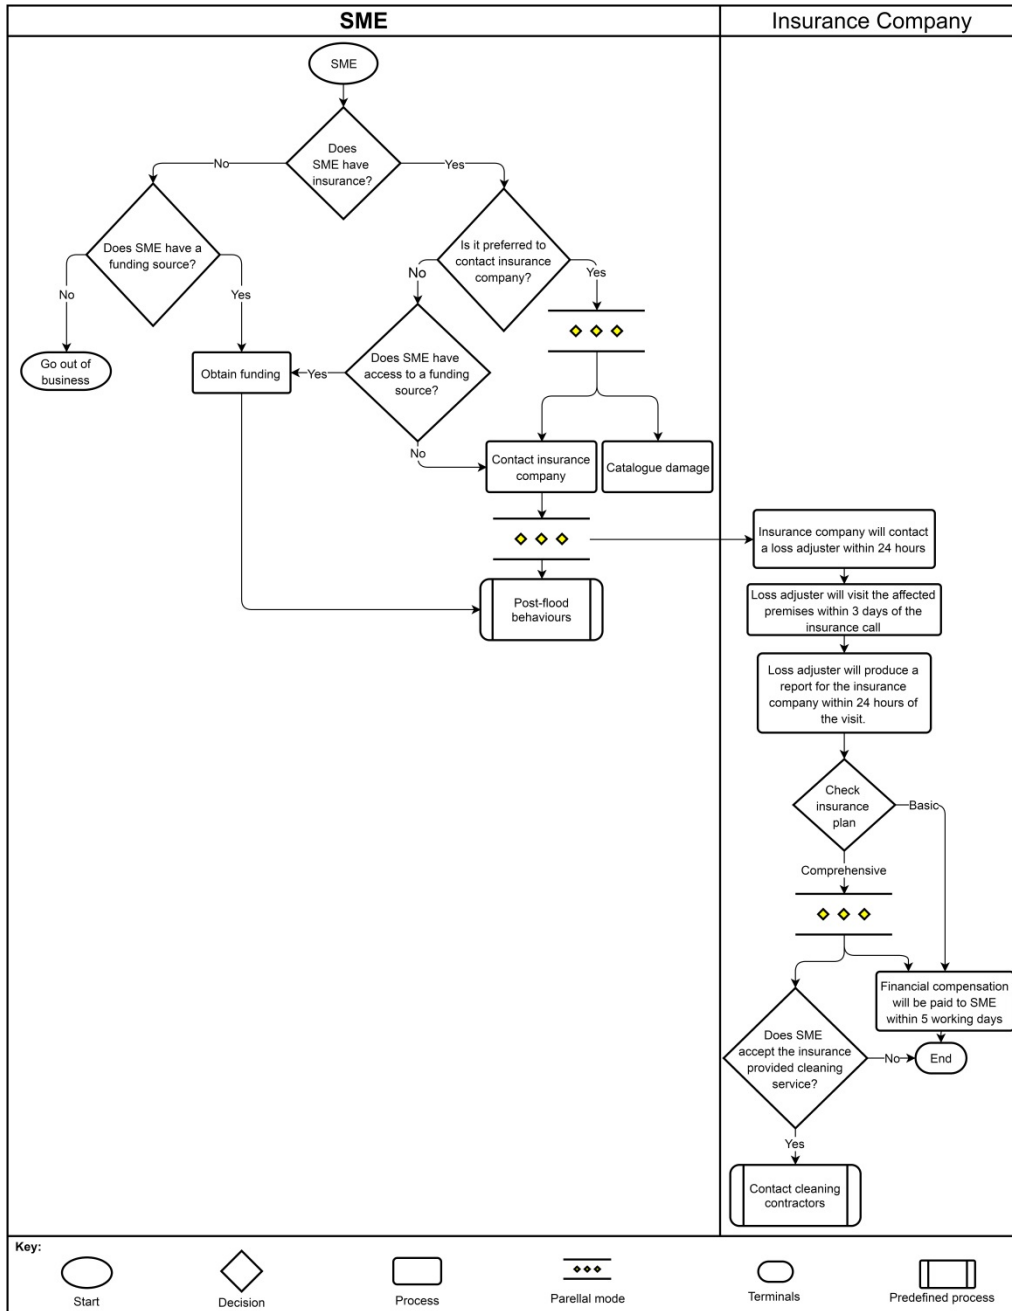 SME
Insurance Company
SME
Does
SME have
insurance?
No
Yes
Does SME have a
funding source?
Is it preferred to
contact insurance
company?
No
Yes
No
Yes
Go out of
business
Obtain funding
Yes
Does SME have
access to a funding
source?
No
Contact insurance
company
Catalogue damage
Insurance company will contact
a loss adjuster within 24 hours
Post-flood
behaviours
Loss adjuster will visit the affected
premises within 3 days of the
insurance call
Loss adjuster will produce a
report for the insurance
company within 24 hours of
the visit.
Check
insurance
plan
Basic
Comprehensive
Financial compensation
will be paid to SME
within 5 working days
Does SME
accept the insurance
provided cleaning
service?
No
End
Yes
Contact cleaning
contractors
Key:
Start
Decision
Process
Parellal mode
Terminals
Predefined process